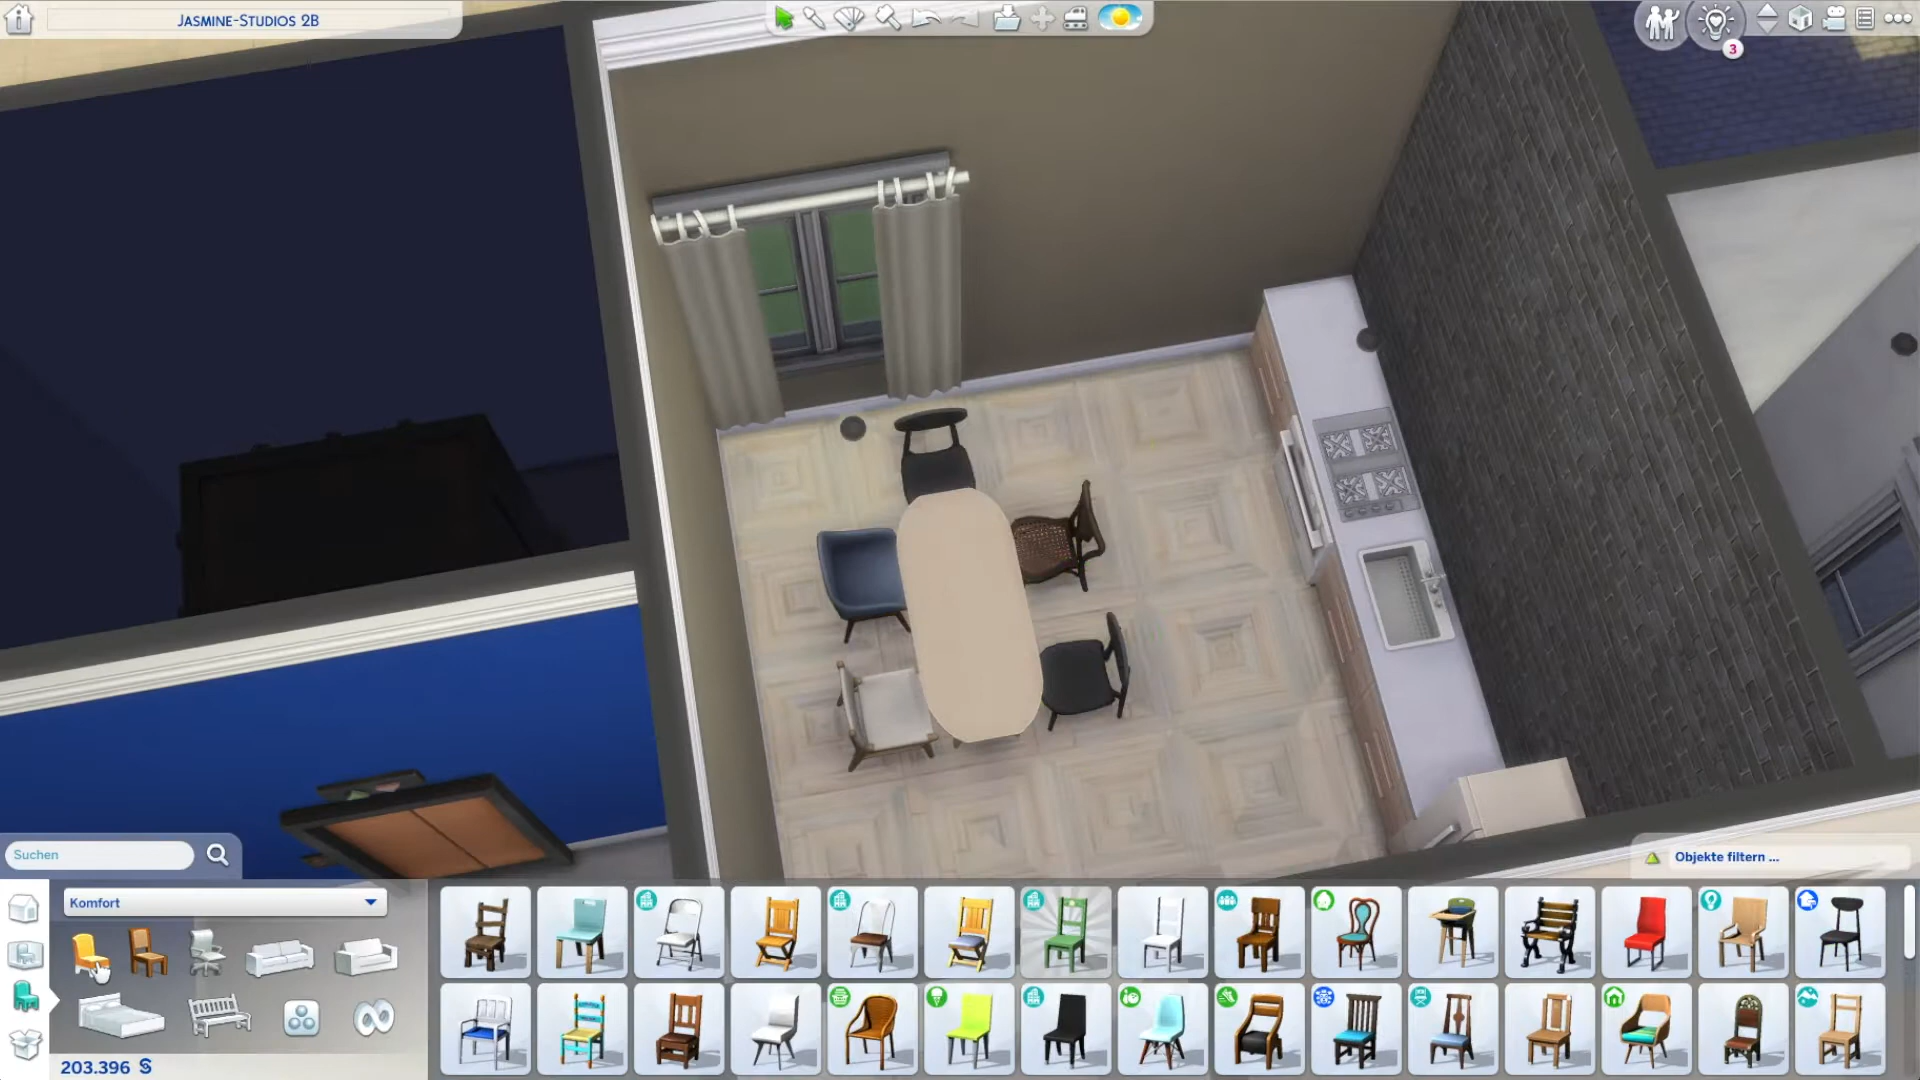 JASMINE-STUDIOS 2B
3
Suchen
Objekte filtern ...
Komfort
203.396 S